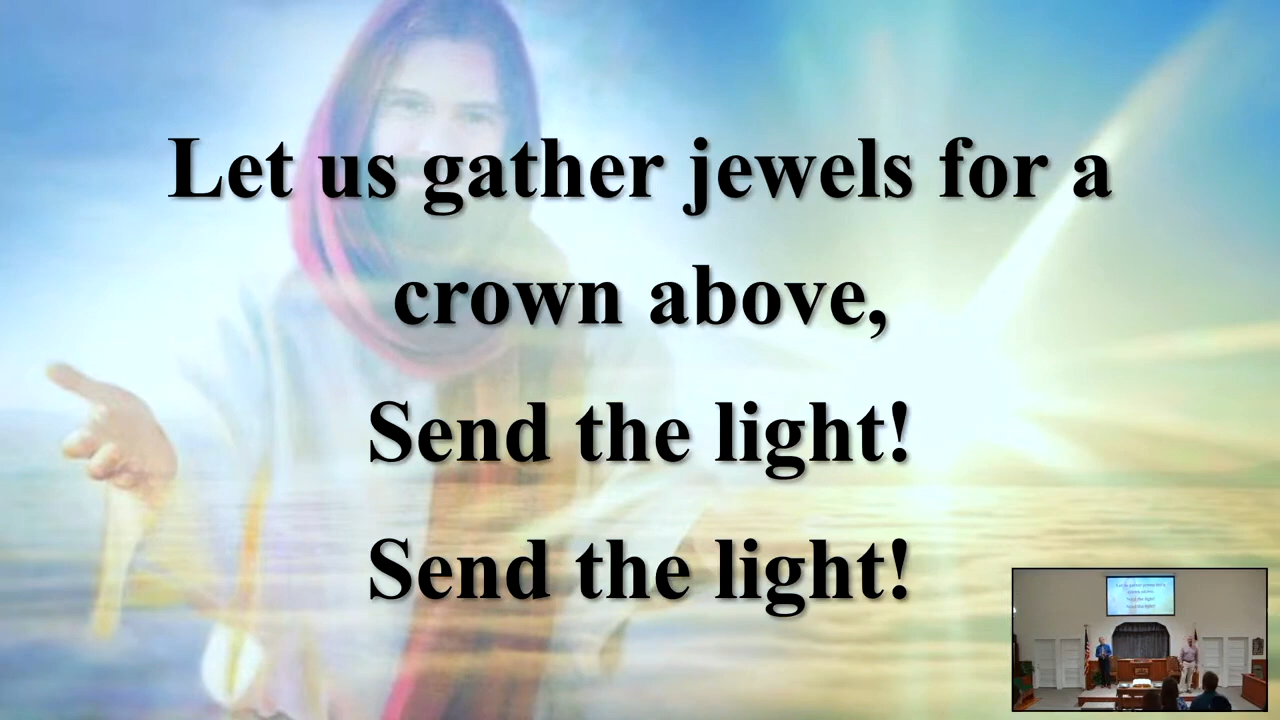 Let us gather jewels for a
crown above,
Send the light!
Send the light!